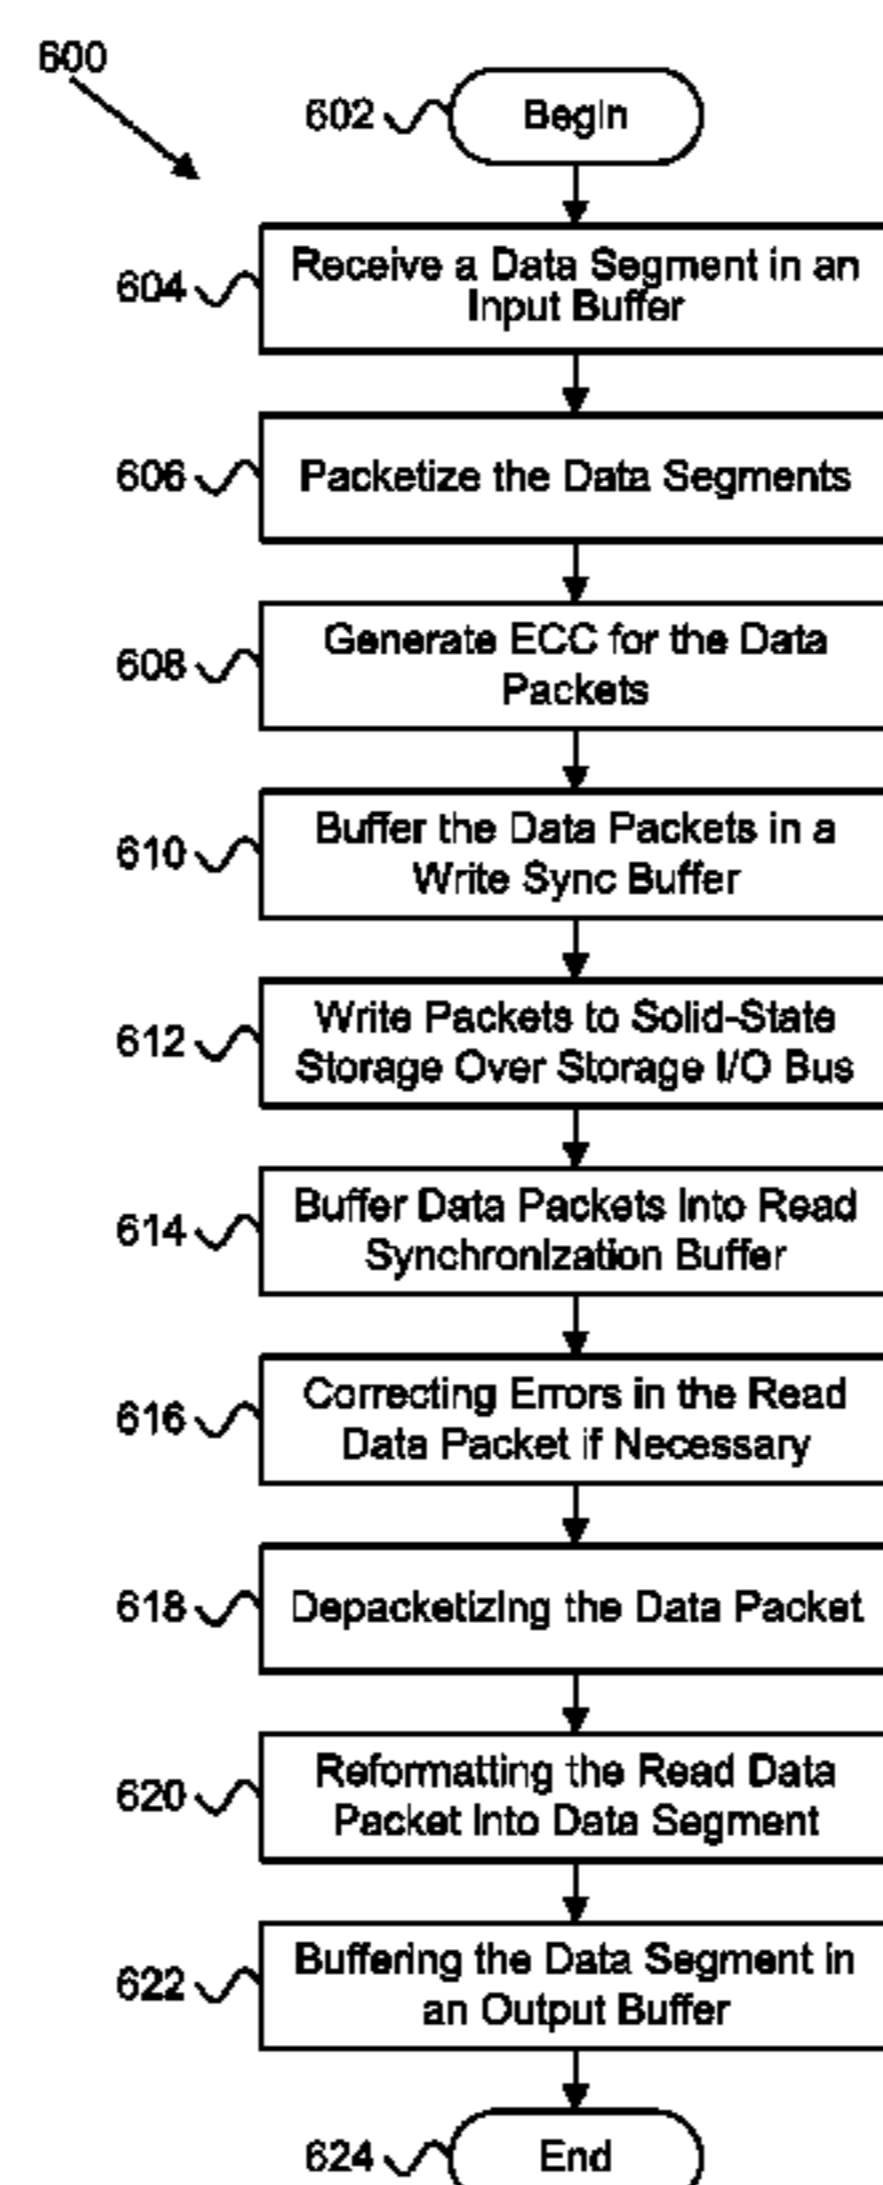 600
602
Begin
604
Receive a Data Segment in an
Input Buffer
606
Packetize the Data Segments
608
Generate ECC for the Data
Packets
610
Buffer the Data Packets in a
Write Sync Buffer
612
Write Packets to Solid-State
Storage Over Storage I/O Bus
614
Buffer Data Packets Into Read
Synchronization Buffer
616
Correcting Errors in the Read
Data Packet if Necessary
618
Depacketizing the Data Packet
620
Reformatting the Read Data
Packet Into Data Segment
622
Buffering the Data Segment in
an Output Buffer
624
End